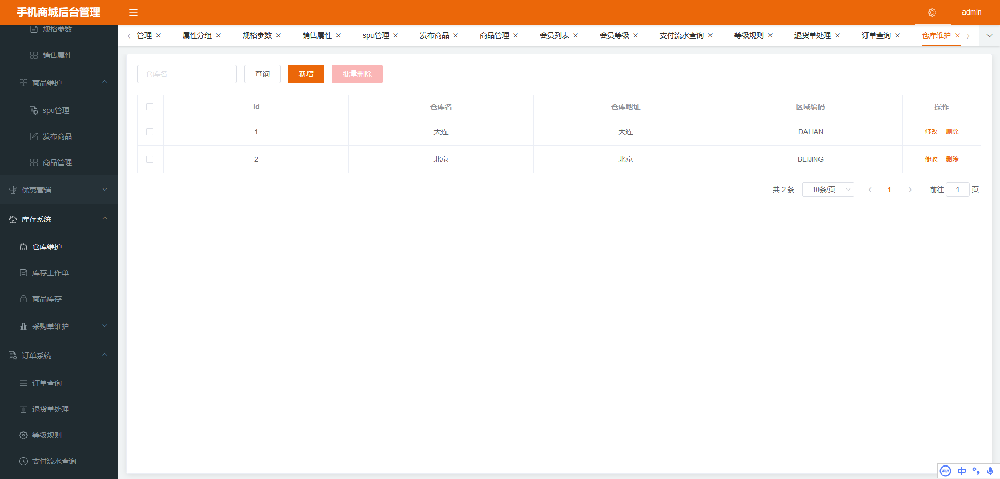 手机商城后台管理
admin
规格参数
销售属性
商品维护
spu管理
发布商品
商品管理
优惠营销
库存系统
仓库维护
库存工作单
商品库存
采购单维护
订单系统
订单查询
退货单处理
等级规则
支付流水查询
管理 属性分组 规格参数 销售属性 spu管理 发布商品 商品管理 会员列表 会员等级 支付流水查询 等级规则 退货单处理 订单查询 仓库维护
仓库名 查询 新增 批量删除
id 仓库名 仓库地址 区域编码 操作
1 大连 大连 DALIAN 修改 删除
2 北京 北京 BEIJING 修改 删除
共 2 条 10条/页 1 前往 1 页
iFLY 中